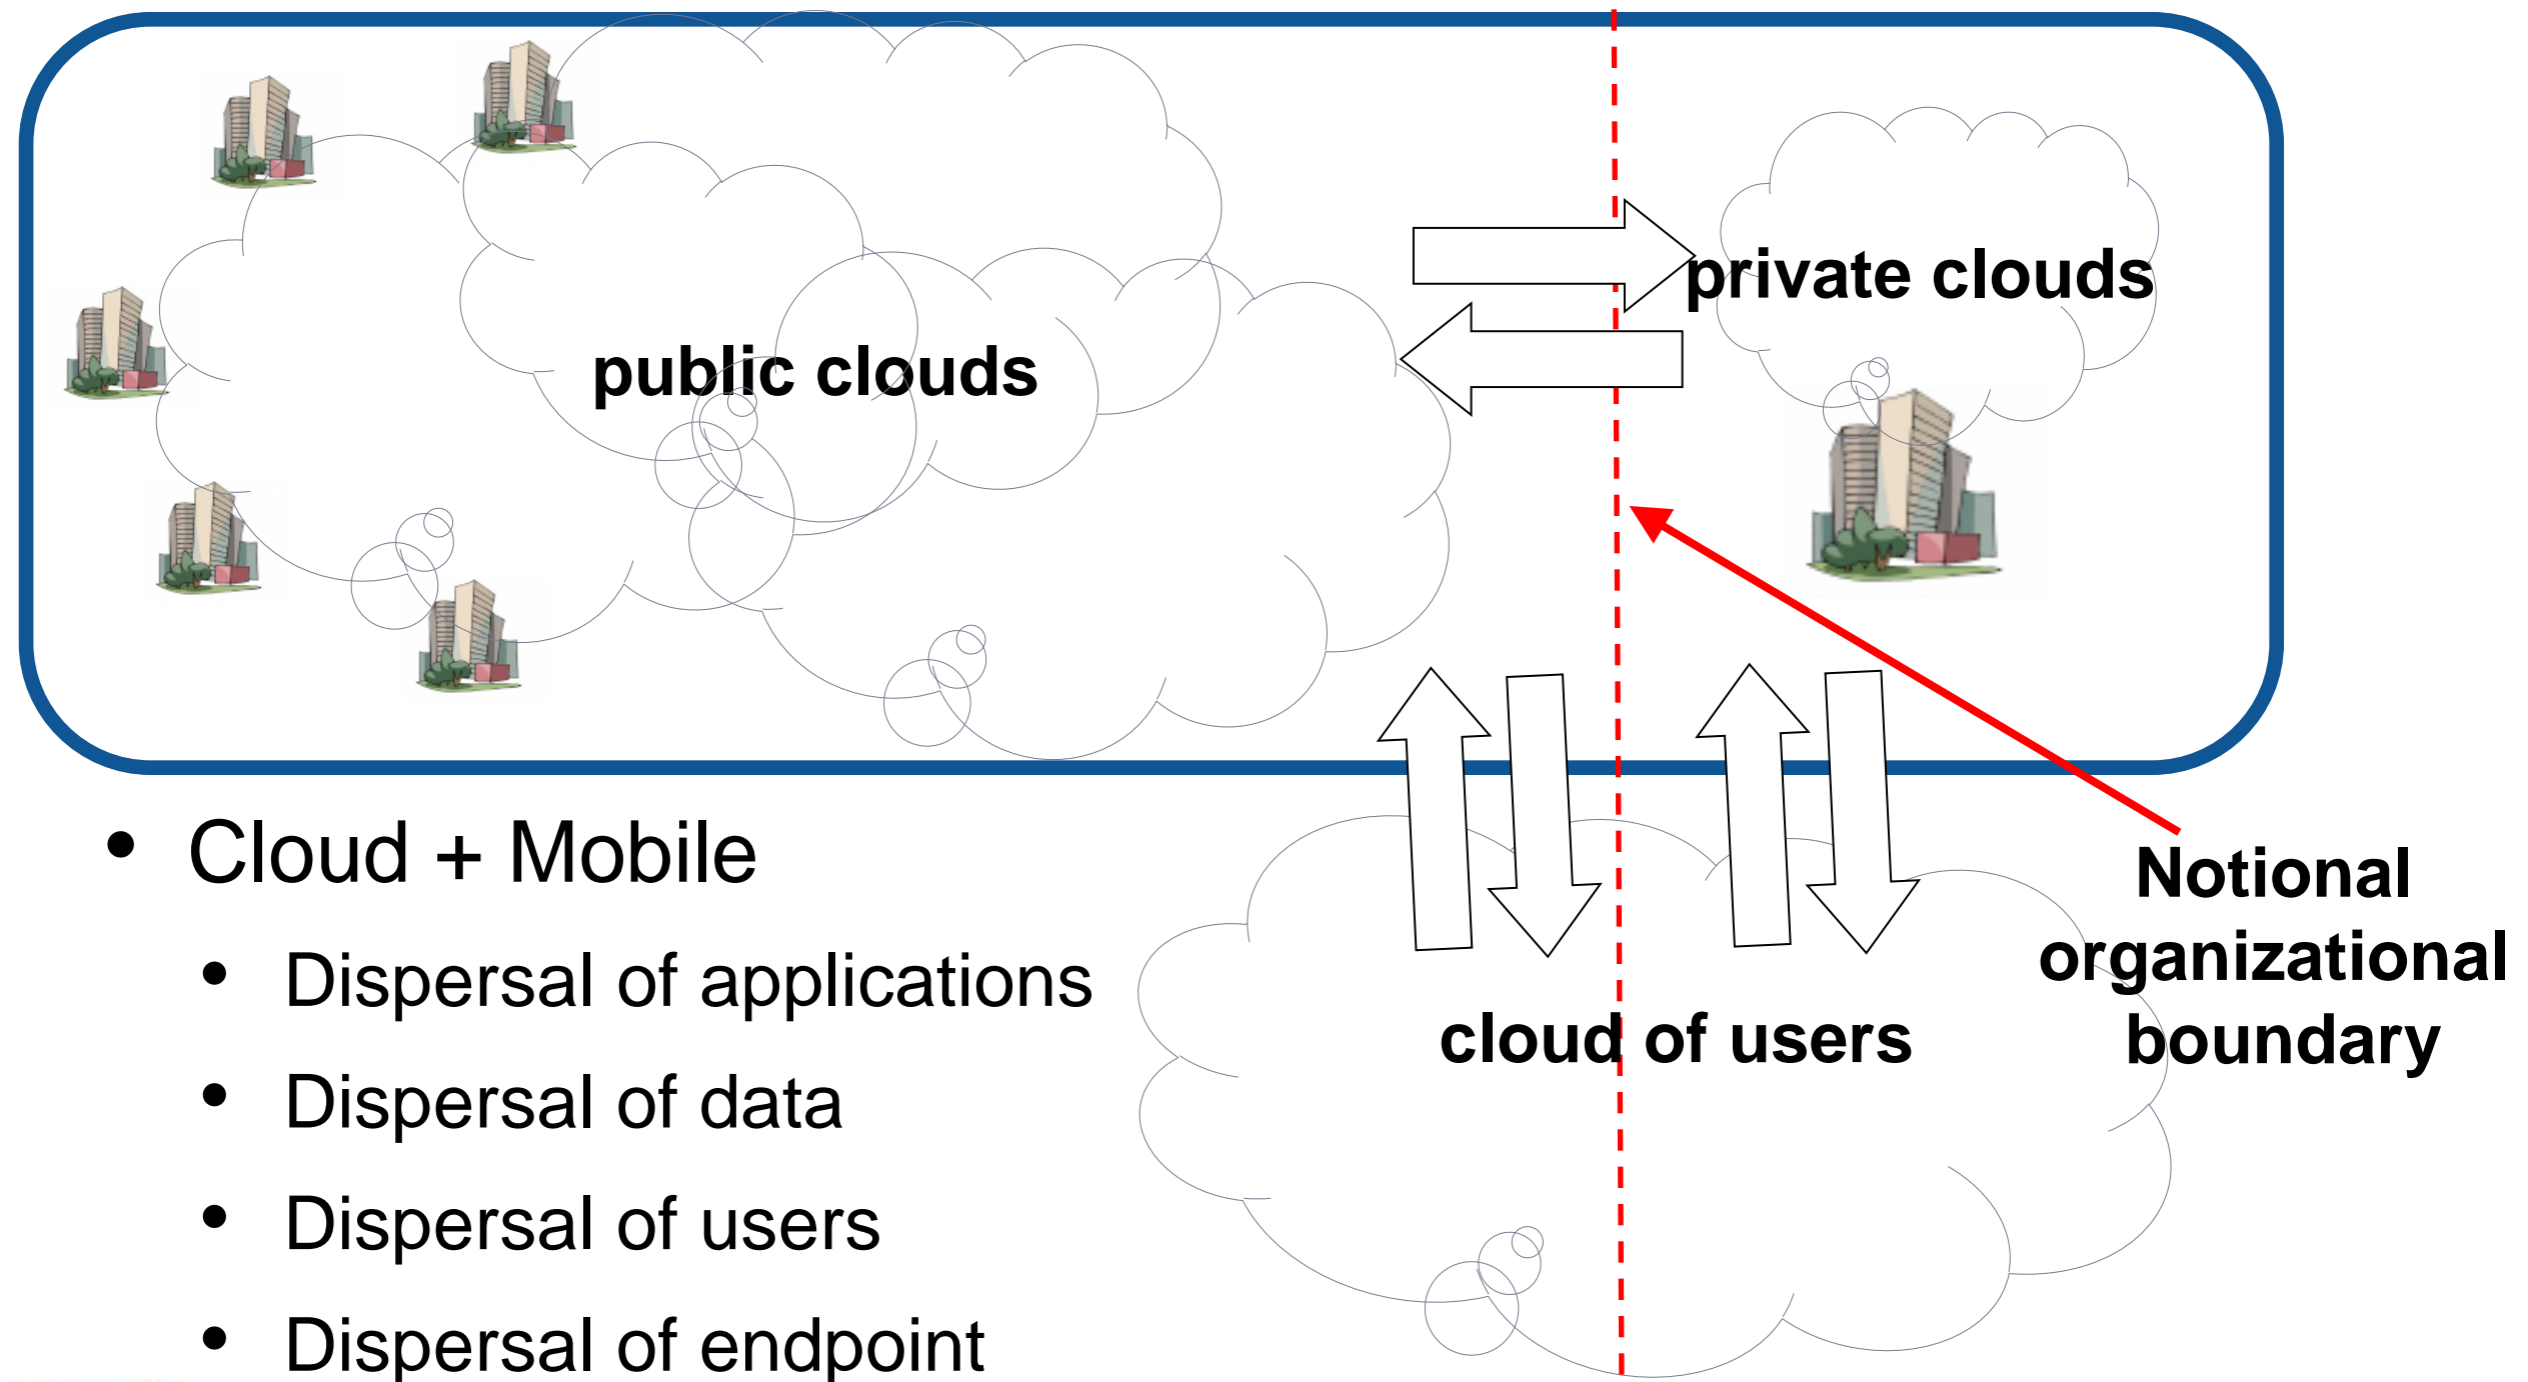 private clouds
public clouds
• Cloud + Mobile
• Dispersal of applications
• Dispersal of data
• Dispersal of users
• Dispersal of endpoint
cloud of users
Notional
organizational
boundary